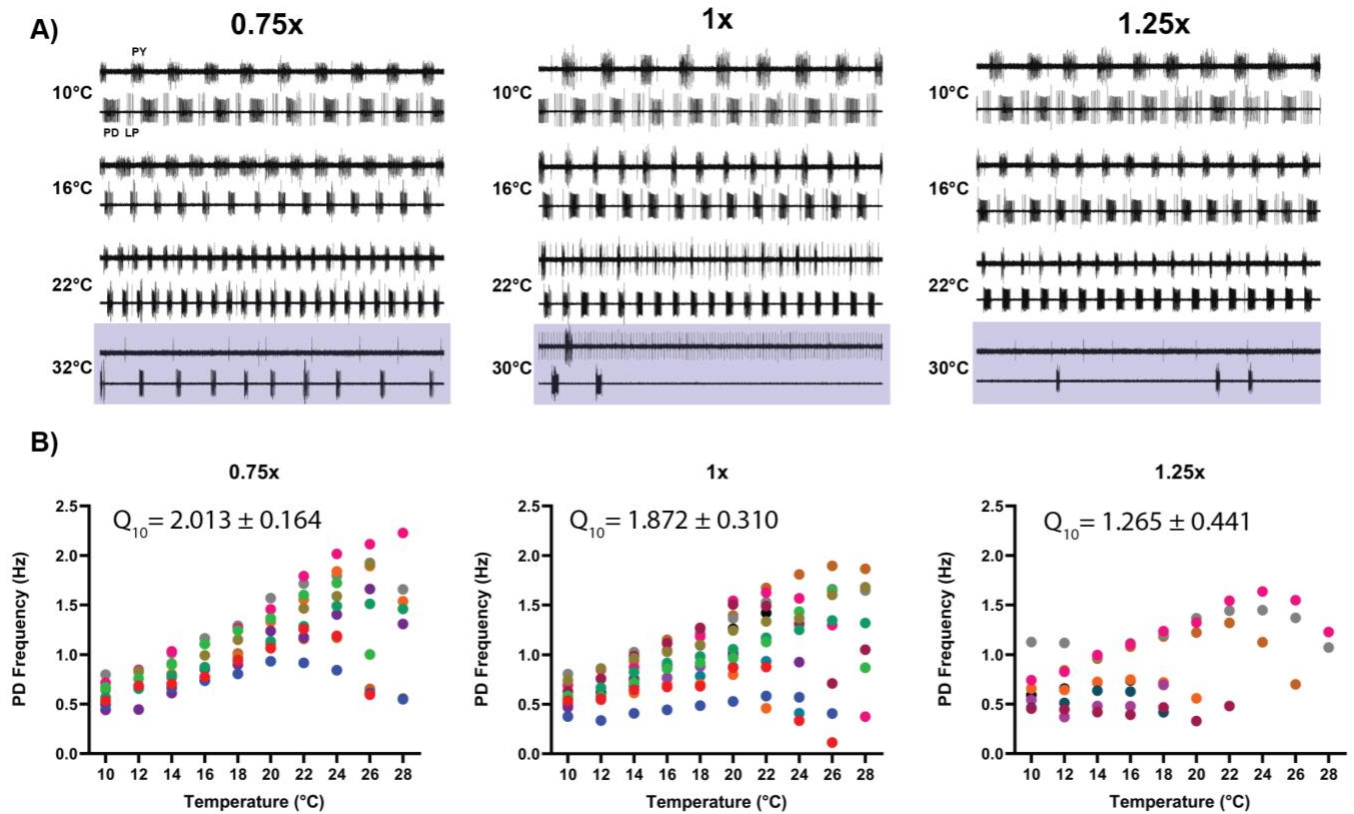 A)
0.75x
1x
1.25x
PY
10°C
10°C
10°C
PD LP
16°C
16°C
16°C
22°C
22°C
22°C
32°C
30°C
30°C
B)
0.75x
1x
1.25x
Q10= 2.013 ± 0.164
Q10= 1.872 ± 0.310
Q10= 1.265 ± 0.441
PD Frequency (Hz)
2.5
2.0
1.5
1.0
0.5
0.0
10 12 14 16 18 20 22 24 26 28
Temperature (°C)
PD Frequency (Hz)
2.5
2.0
1.5
1.0
0.5
0.0
10 12 14 16 18 20 22 24 26 28
Temperature (°C)
PD Frequency (Hz)
2.5
2.0
1.5
1.0
0.5
0.0
10 12 14 16 18 20 22 24 26 28
Temperature (°C)